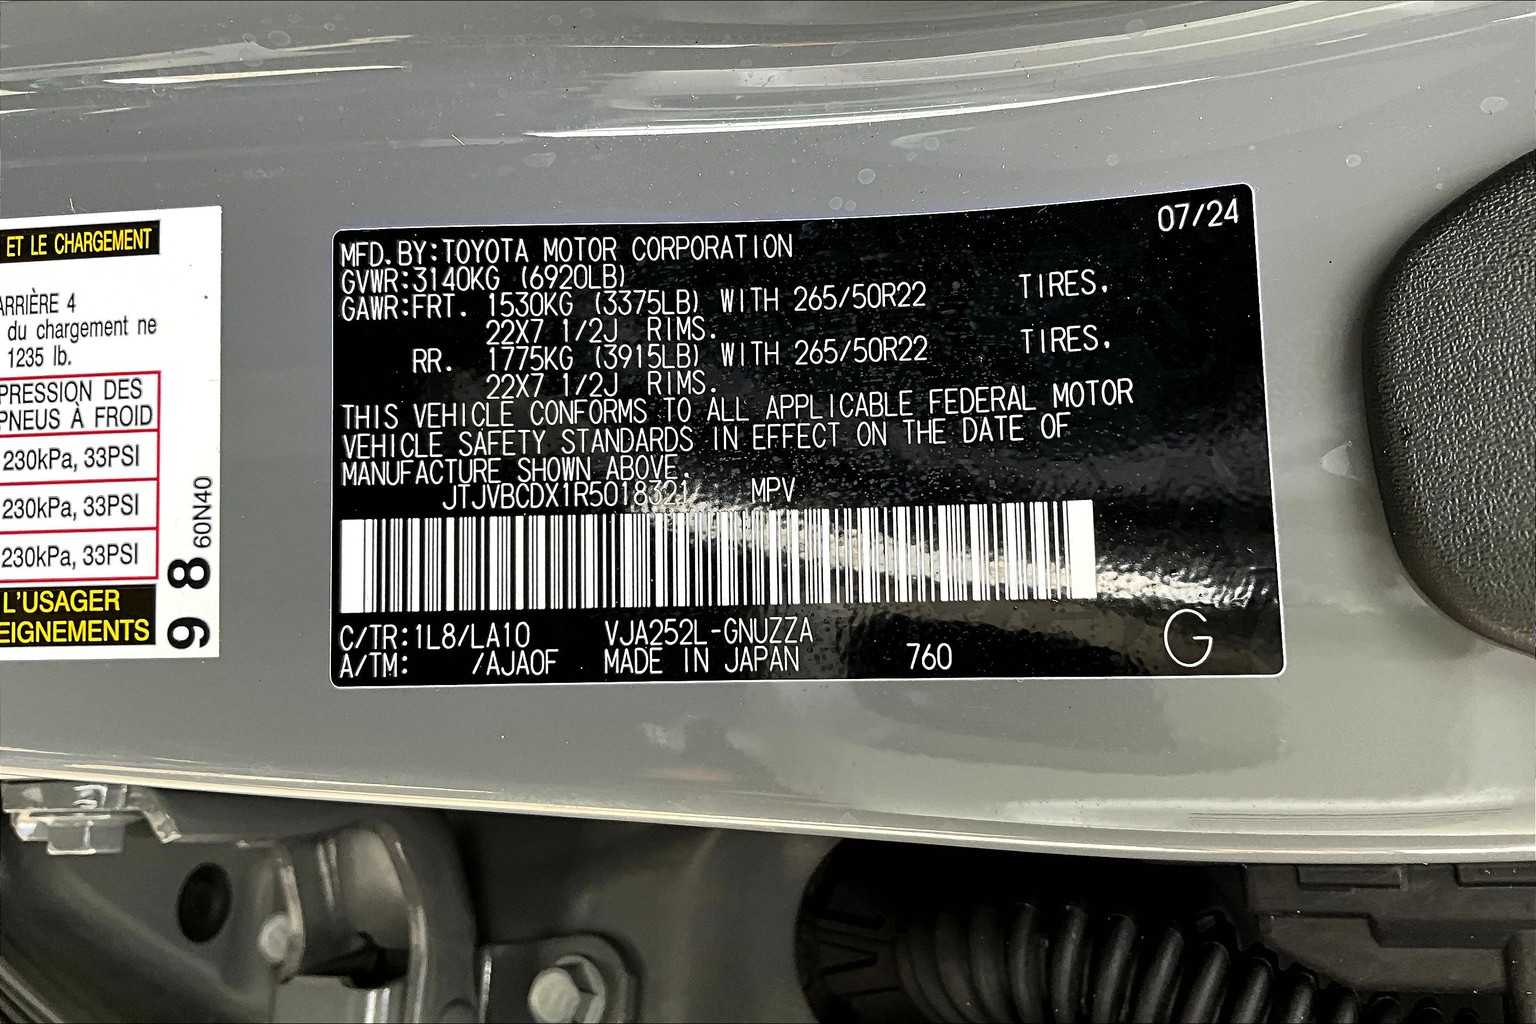 ET LE CHARGEMENT
ARRIÈRE 4
du chargement ne
1235 lb.
PRESSION DES
PNEUS À FROID
230kPa, 33PSI
230kPa, 33PSI
230kPa, 33PSI
L'USAGER
EIGNEMENTS
60N40
98
07/24
MFD.BY:TOYOTA MOTOR CORPORATION
GVWR:3140KG (6920LB)
GAWR:FRT. 1530KG (3375LB) WITH 265/50R22 TIRES,
22X7 1/2J RIMS.
RR. 1775KG (3915LB) WITH 265/50R22 TIRES,
22X7 1/2J RIMS.
THIS VEHICLE CONFORMS TO ALL APPLICABLE FEDERAL MOTOR
VEHICLE SAFETY STANDARDS IN EFFECT ON THE DATE OF
MANUFACTURE SHOWN ABOVE.
JTJVBCDX1R5018321 MPV
C/TR:1L8/LA10 VJA252L-GNUZZA
A/TM: /AJA0F MADE IN JAPAN 760
G